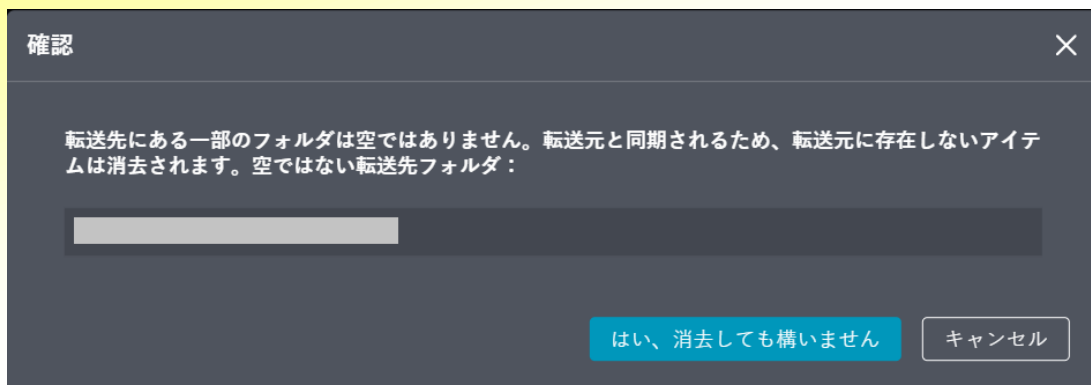 確認
転送先にある一部のフォルダは空ではありません。転送元と同期されるため、転送元に存在しないアイテ
ムは消去されます。空ではない転送先フォルダ：
はい、消去しても構いません
キャンセル